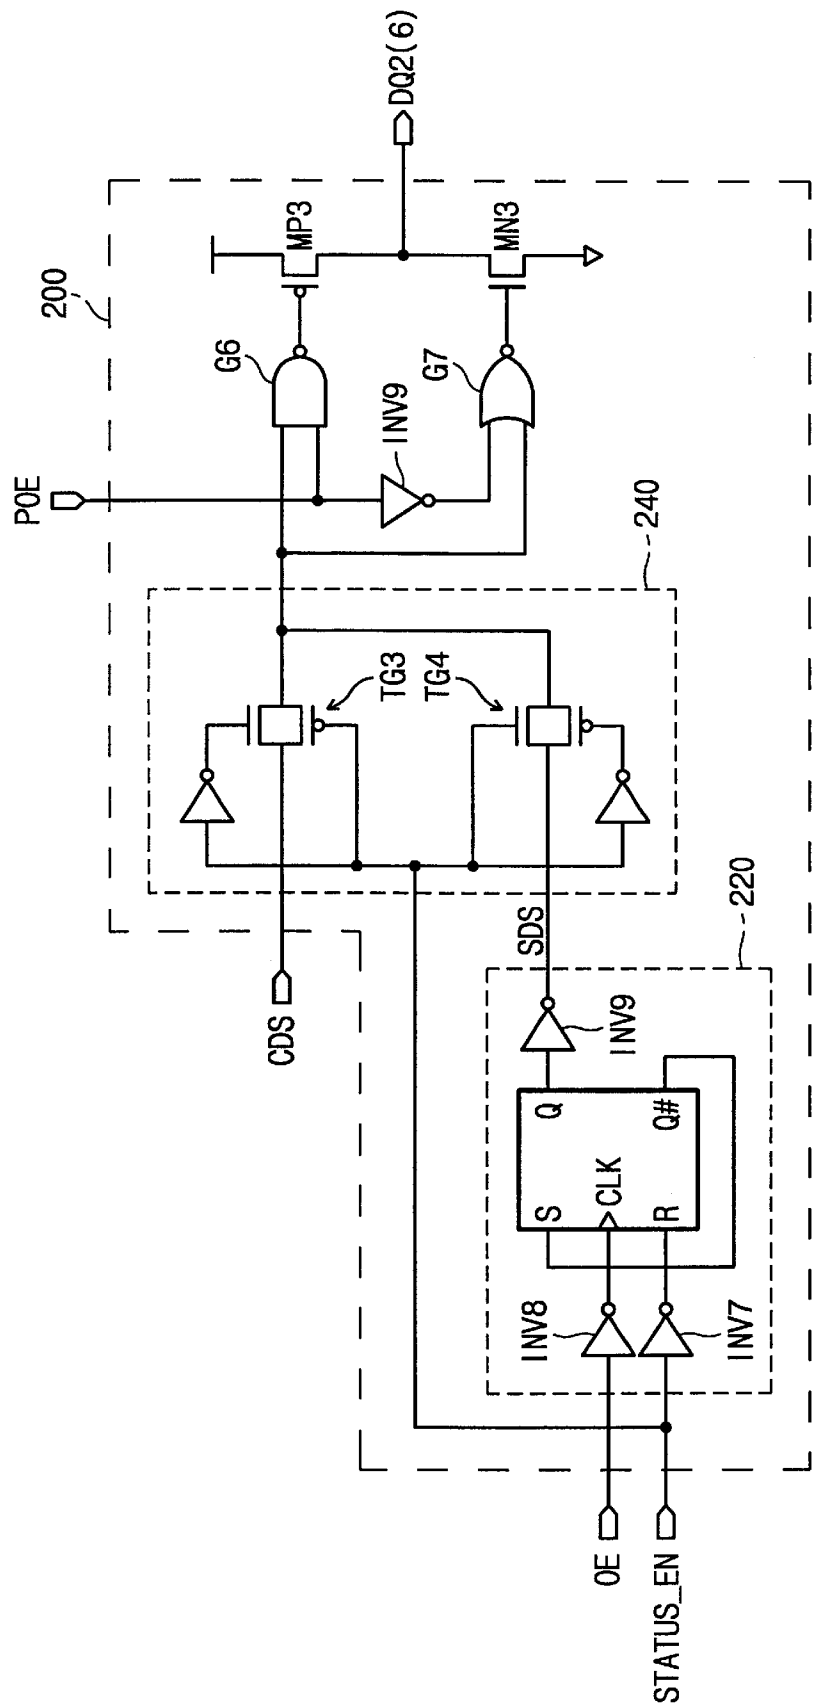 200
POE
G6
MP3
DQ2(6)
INV9
G7
MN3
240
TG3
TG4
CDS
SDS
220
INV9
S
Q
CLK
R
Q#
INV8
INV7
OE
STATUS_EN